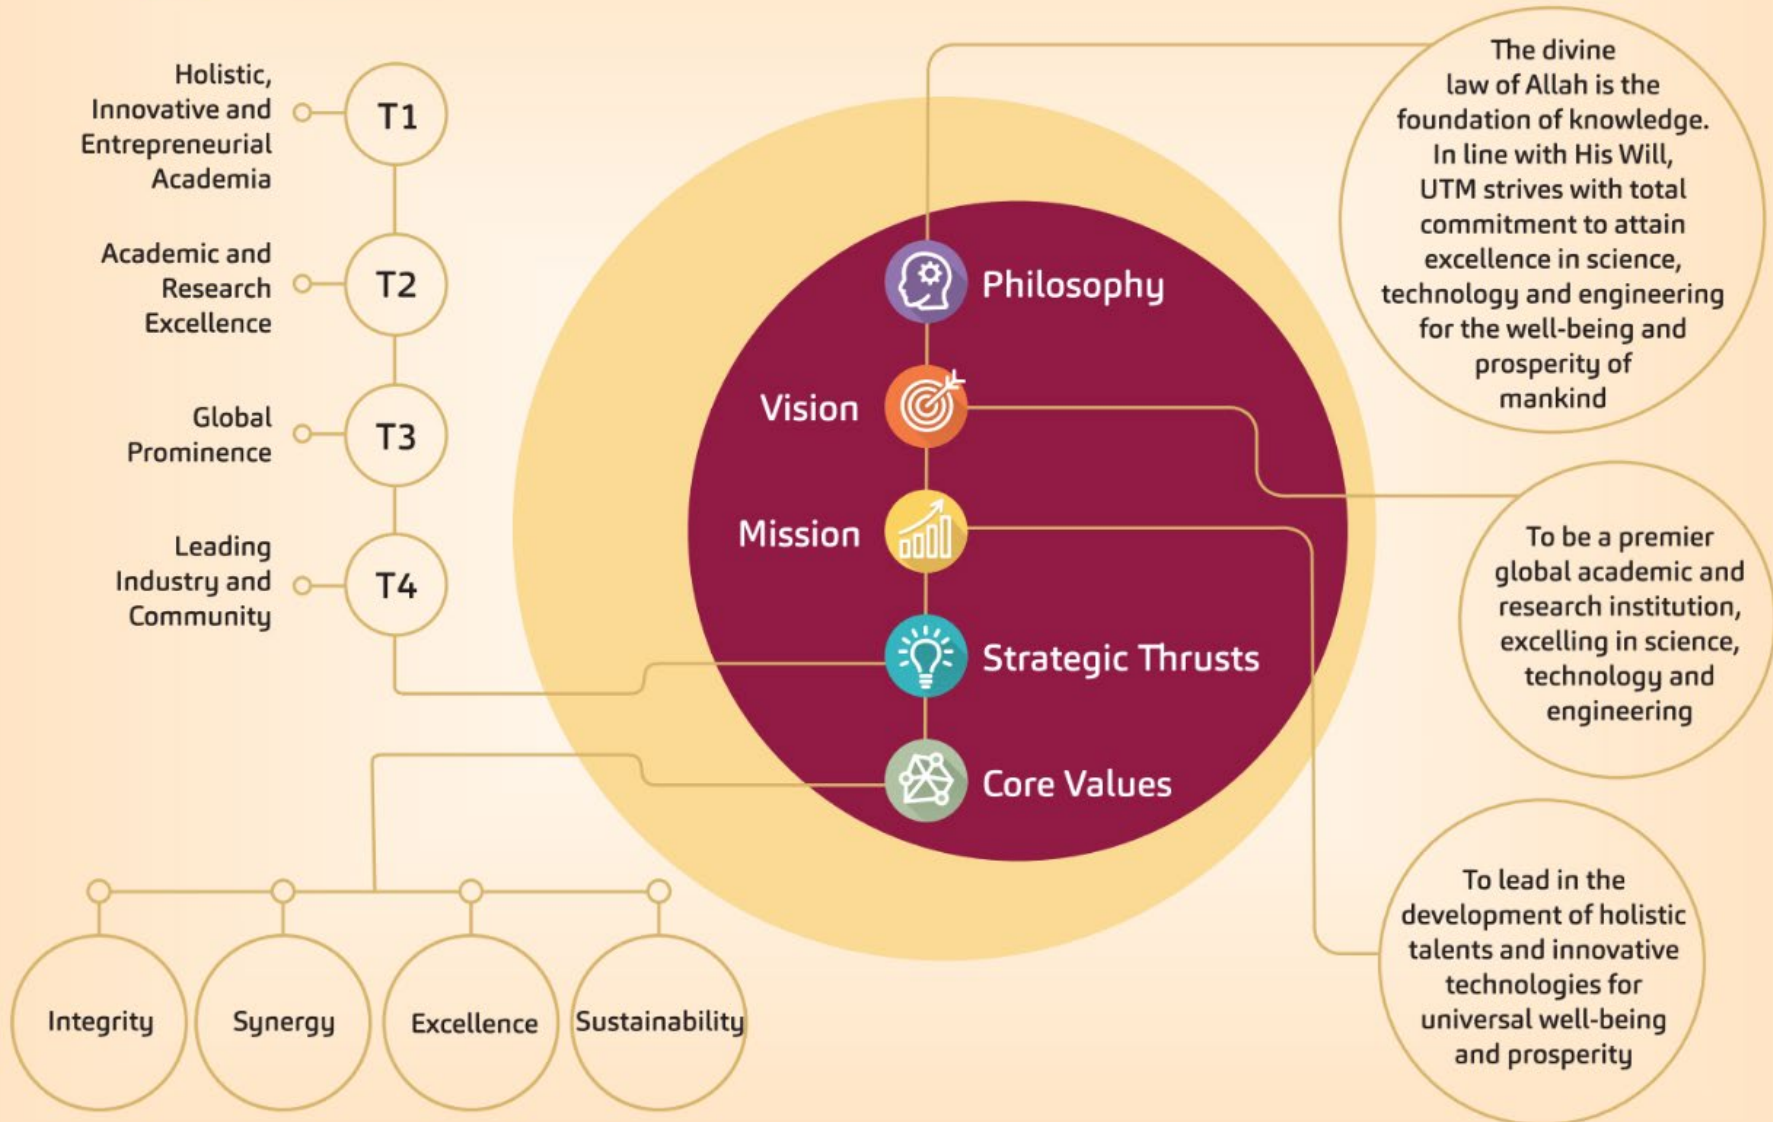 Holistic,
Innovative and
Entrepreneurial
Academia
T1
Academic and
Research
Excellence
T2
Global
Prominence
T3
Leading
Industry and
Community
T4
Philosophy
Vision
Mission
Strategic Thrusts
Core Values
The divine
law of Allah is the
foundation of knowledge.
In line with His Will,
UTM strives with total
commitment to attain
excellence in science,
technology and engineering
for the well-being and
prosperity of
mankind
To be a premier
global academic and
research institution,
excelling in science,
technology and
engineering
To lead in the
development of holistic
talents and innovative
technologies for
universal well-being
and prosperity
Integrity
Synergy
Excellence
Sustainability